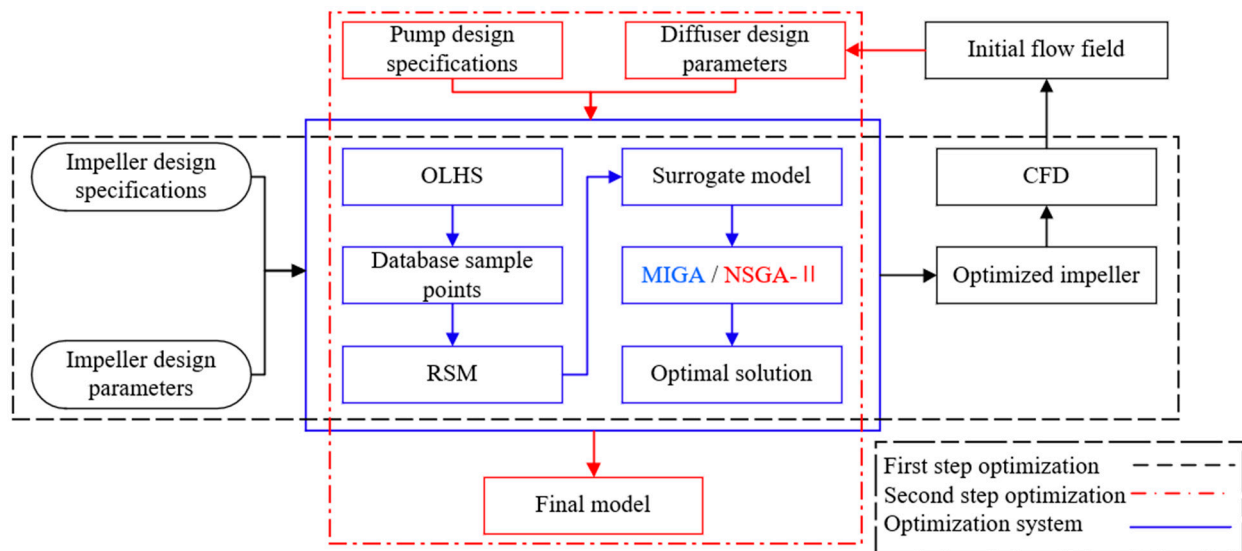 Pump design
specifications
Diffuser design
parameters
Initial flow field
Impeller design
specifications
OLHS
Surrogate model
CFD
Database sample
points
MIGA / NSGA-Ⅱ
Optimized impeller
Impeller design
parameters
RSM
Optimal solution
Final model
First step optimization
Second step optimization
Optimization system